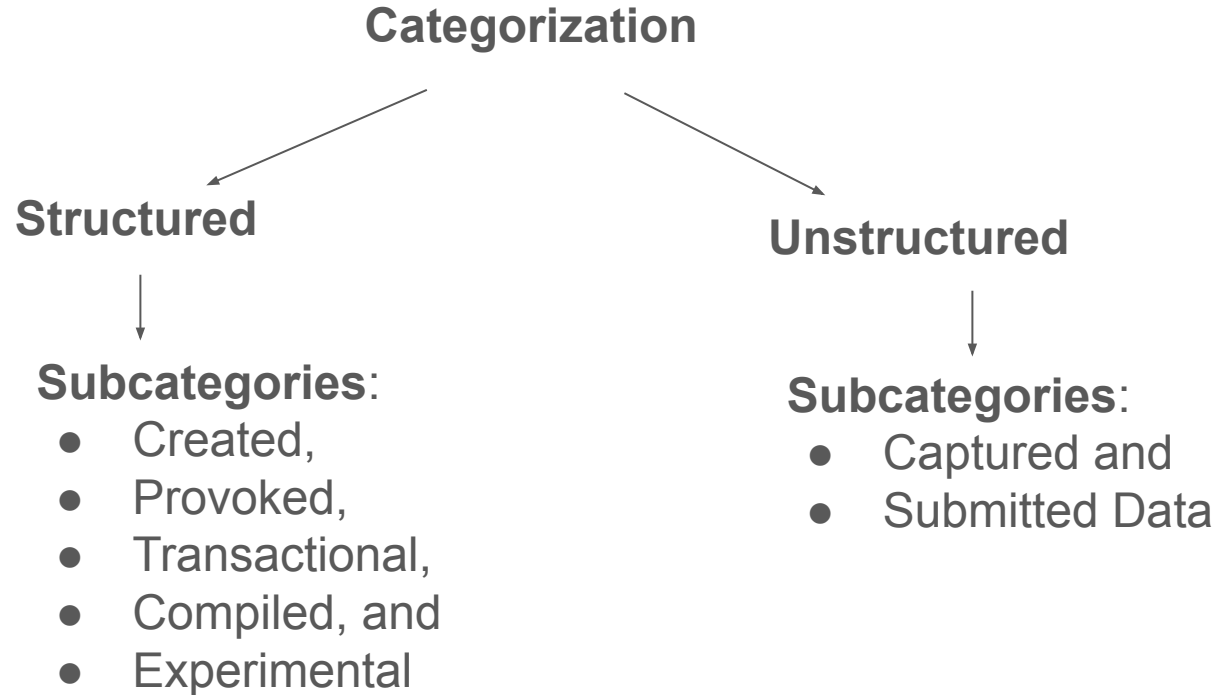 Categorization
Structured
Unstructured
Subcategories:
● Created,
● Provoked,
● Transactional,
● Compiled, and
● Experimental
Subcategories:
● Captured and
● Submitted Data